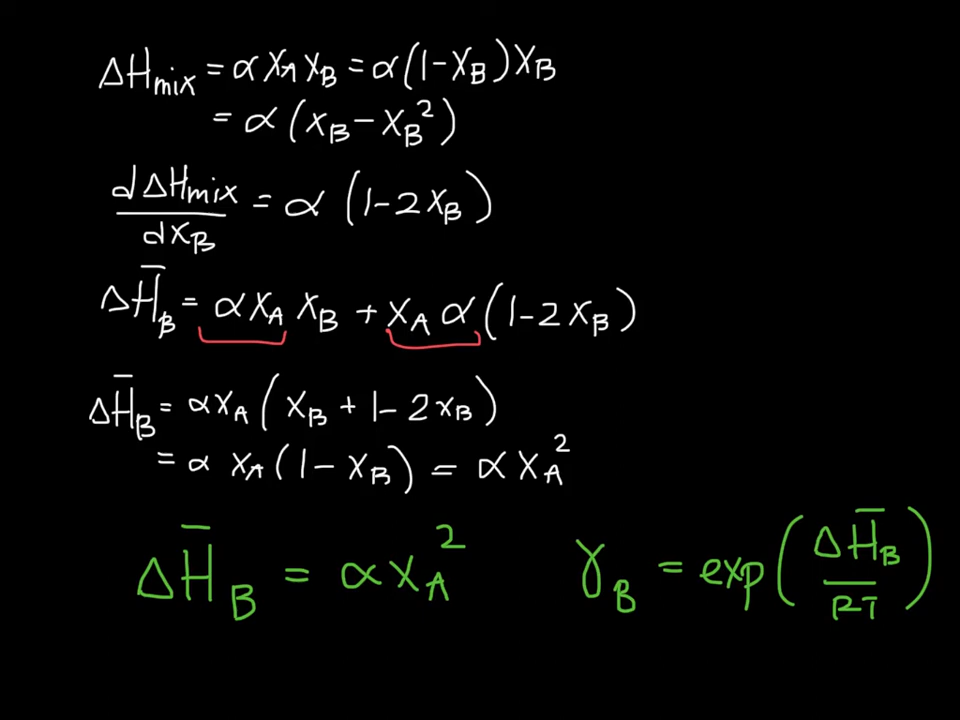 ΔH_mix = α X_A X_B = α(1 - X_B) X_B
= α (X_B - X_B²)
dΔH_mix / dX_B = α (1 - 2X_B)
ΔH̄_B = α X_A X_B + X_A α (1 - 2X_B)
ΔH̄_B = α X_A (X_B + 1 - 2X_B)
= α X_A (1 - X_B) = α X_A²
ΔH̄_B = α X_A² γ_B = exp(ΔH̄_B / RT)